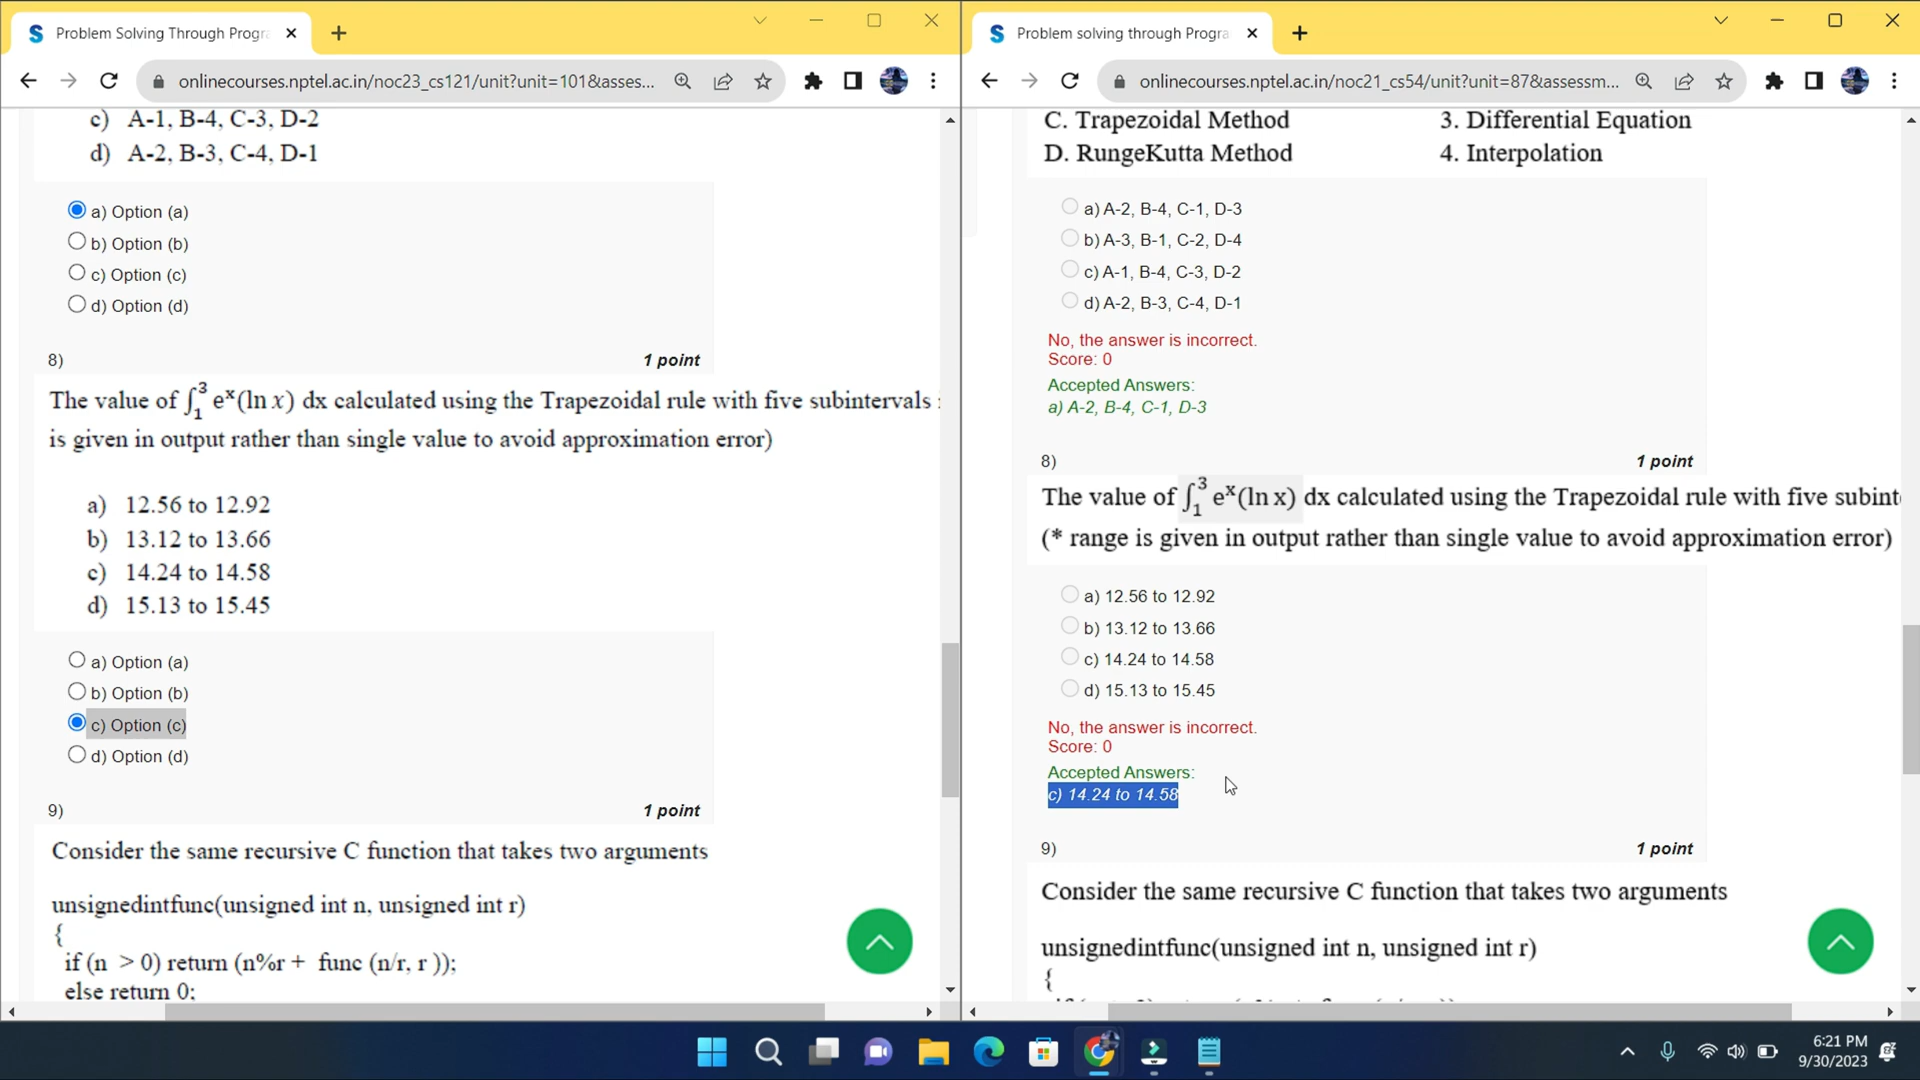 Problem Solving Through Progra
onlinecourses.nptel.ac.in/noc23_cs121/unit?unit=101&asses...
c) A-1, B-4, C-3, D-2
d) A-2, B-3, C-4, D-1
a) Option (a)
b) Option (b)
c) Option (c)
d) Option (d)
8)
1 point
The value of ∫₁³ eˣ(ln x) dx calculated using the Trapezoidal rule with five subintervals
is given in output rather than single value to avoid approximation error)
a) 12.56 to 12.92
b) 13.12 to 13.66
c) 14.24 to 14.58
d) 15.13 to 15.45
a) Option (a)
b) Option (b)
c) Option (c)
d) Option (d)
9)
1 point
Consider the same recursive C function that takes two arguments
unsignedintfunc(unsigned int n, unsigned int r)
{
if (n > 0) return (n%r + func (n/r, r ));
else return 0;
Problem solving through Progra
onlinecourses.nptel.ac.in/noc21_cs54/unit?unit=87&assessm...
C. Trapezoidal Method 3. Differential Equation
D. RungeKutta Method 4. Interpolation
a) A-2, B-4, C-1, D-3
b) A-3, B-1, C-2, D-4
c) A-1, B-4, C-3, D-2
d) A-2, B-3, C-4, D-1
No, the answer is incorrect.
Score: 0
Accepted Answers:
a) A-2, B-4, C-1, D-3
8)
1 point
The value of ∫₁³ eˣ(ln x) dx calculated using the Trapezoidal rule with five subint
(* range is given in output rather than single value to avoid approximation error)
a) 12.56 to 12.92
b) 13.12 to 13.66
c) 14.24 to 14.58
d) 15.13 to 15.45
No, the answer is incorrect.
Score: 0
Accepted Answers:
c) 14.24 to 14.58
9)
1 point
Consider the same recursive C function that takes two arguments
unsignedintfunc(unsigned int n, unsigned int r)
{
6:21 PM
9/30/2023